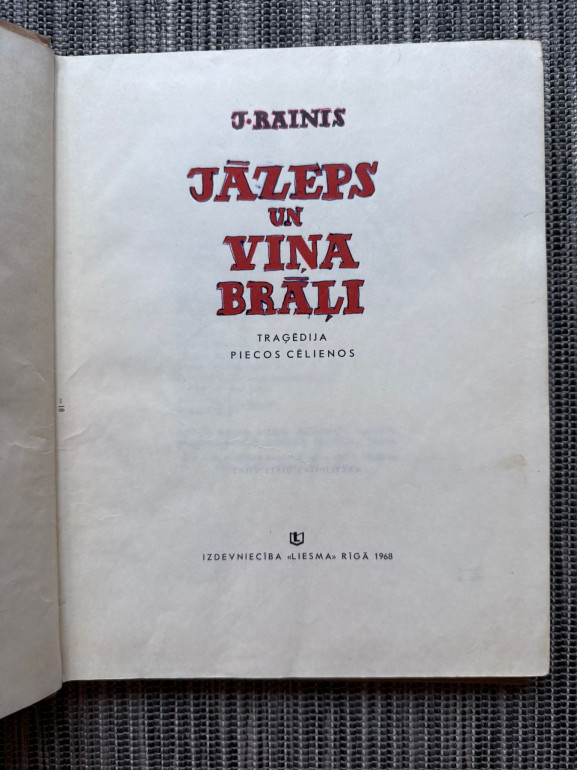 J·RAINIS
JĀZEPS
UN
VIŅA
BRĀĻI
TRAĢĒDIJA
PIECOS CĒLIENOS
IZDEVNIECĪBA «LIESMA» RĪGĀ 1968